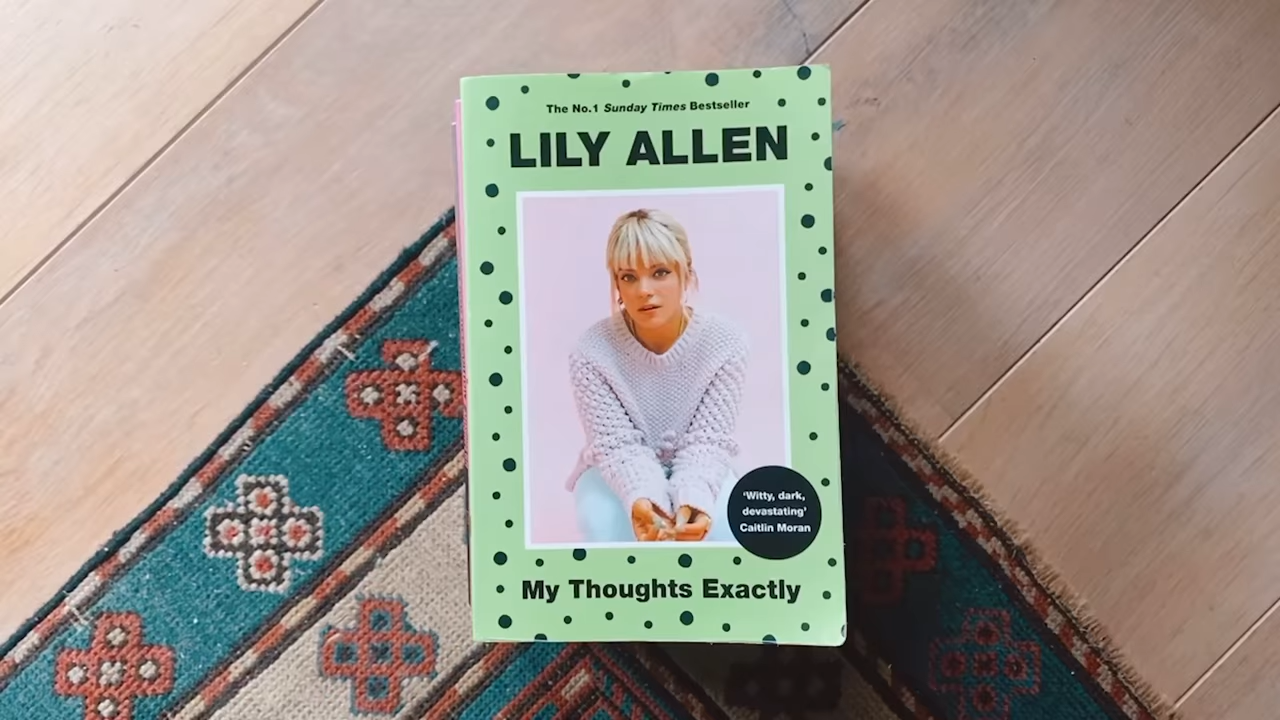 The No.1 Sunday Times Bestseller
LILY ALLEN
'Witty, dark,
devastating'
Caitlin Moran
My Thoughts Exactly